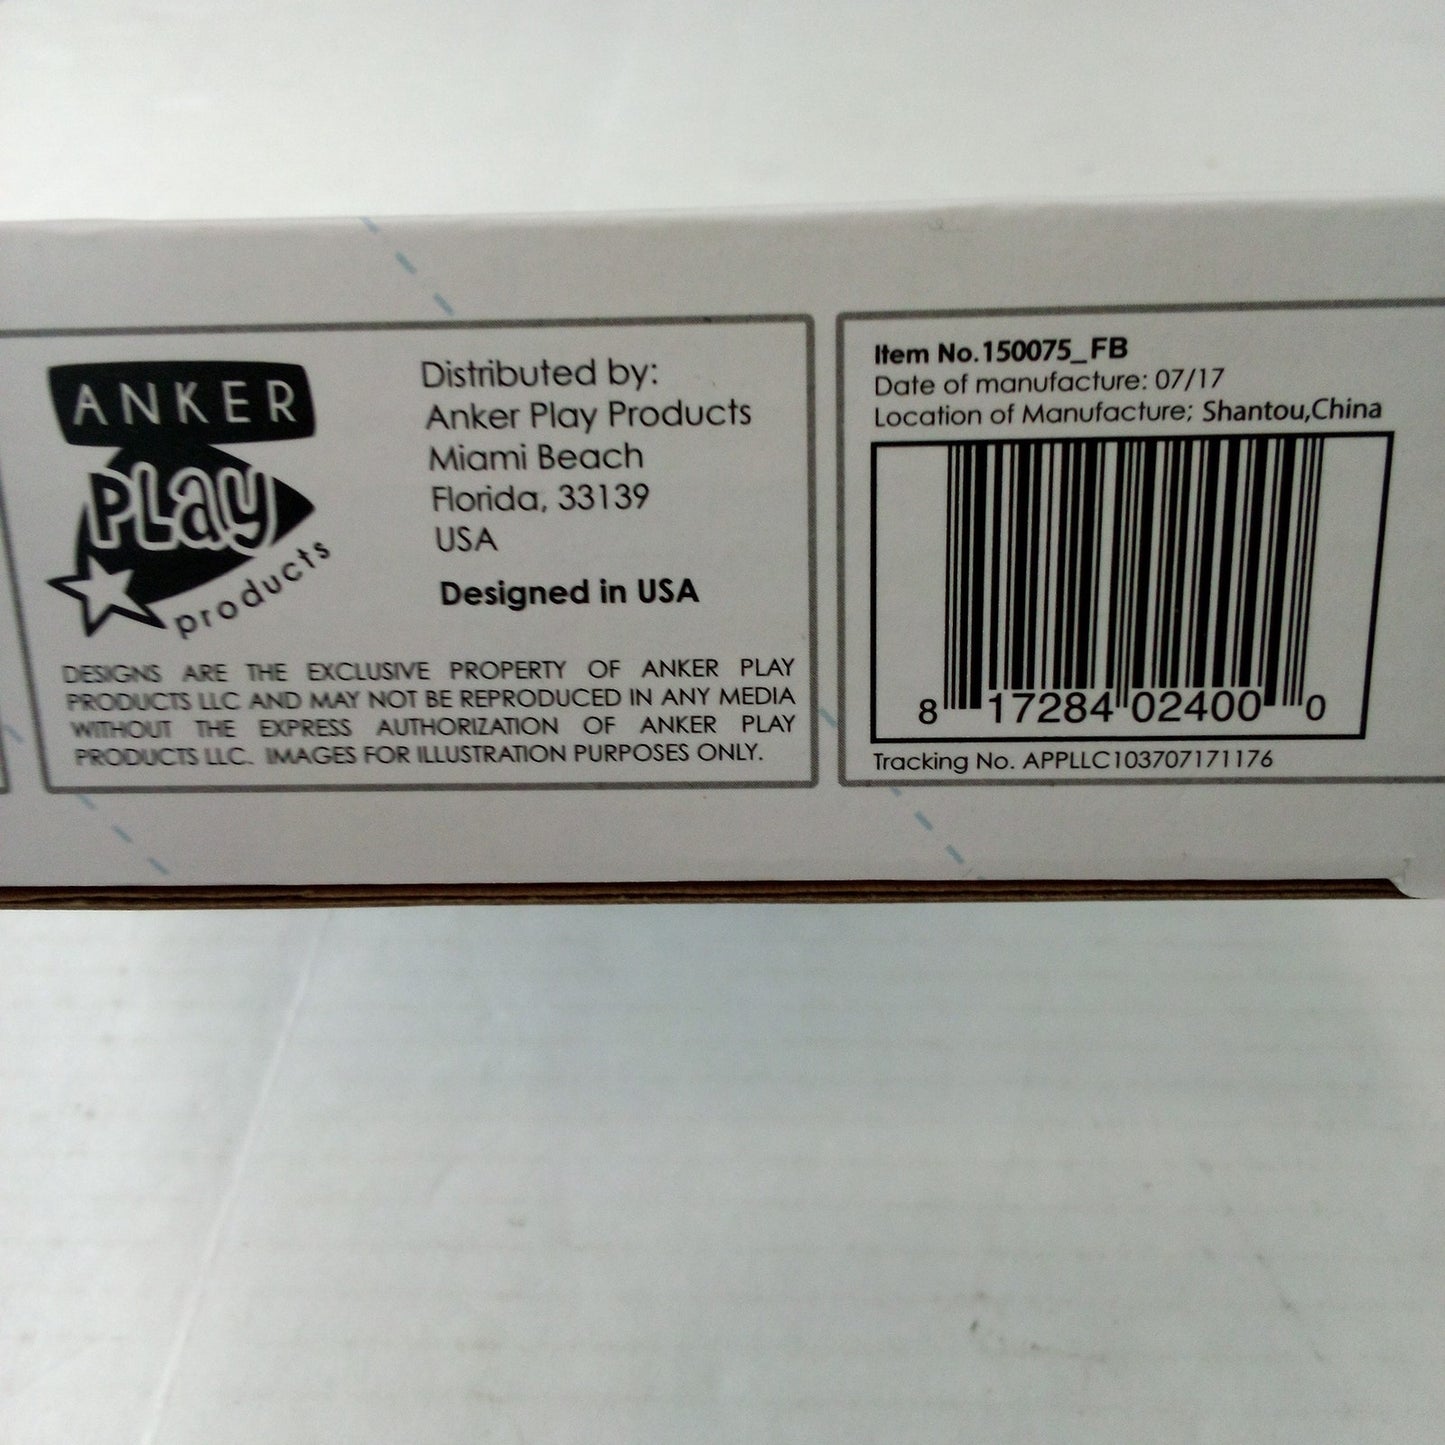 ANKER
PLay
products
Distributed by:
Anker Play Products
Miami Beach
Florida, 33139
USA
Designed in USA
DESIGNS ARE THE EXCLUSIVE PROPERTY OF ANKER PLAY
PRODUCTS LLC AND MAY NOT BE REPRODUCED IN ANY MEDIA
WITHOUT THE EXPRESS AUTHORIZATION OF ANKER PLAY
PRODUCTS LLC. IMAGES FOR ILLUSTRATION PURPOSES ONLY.
Item No.150075_FB
Date of manufacture: 07/17
Location of Manufacture; Shantou,China
8 17284 02400 0
Tracking No. APPLLC103707171176